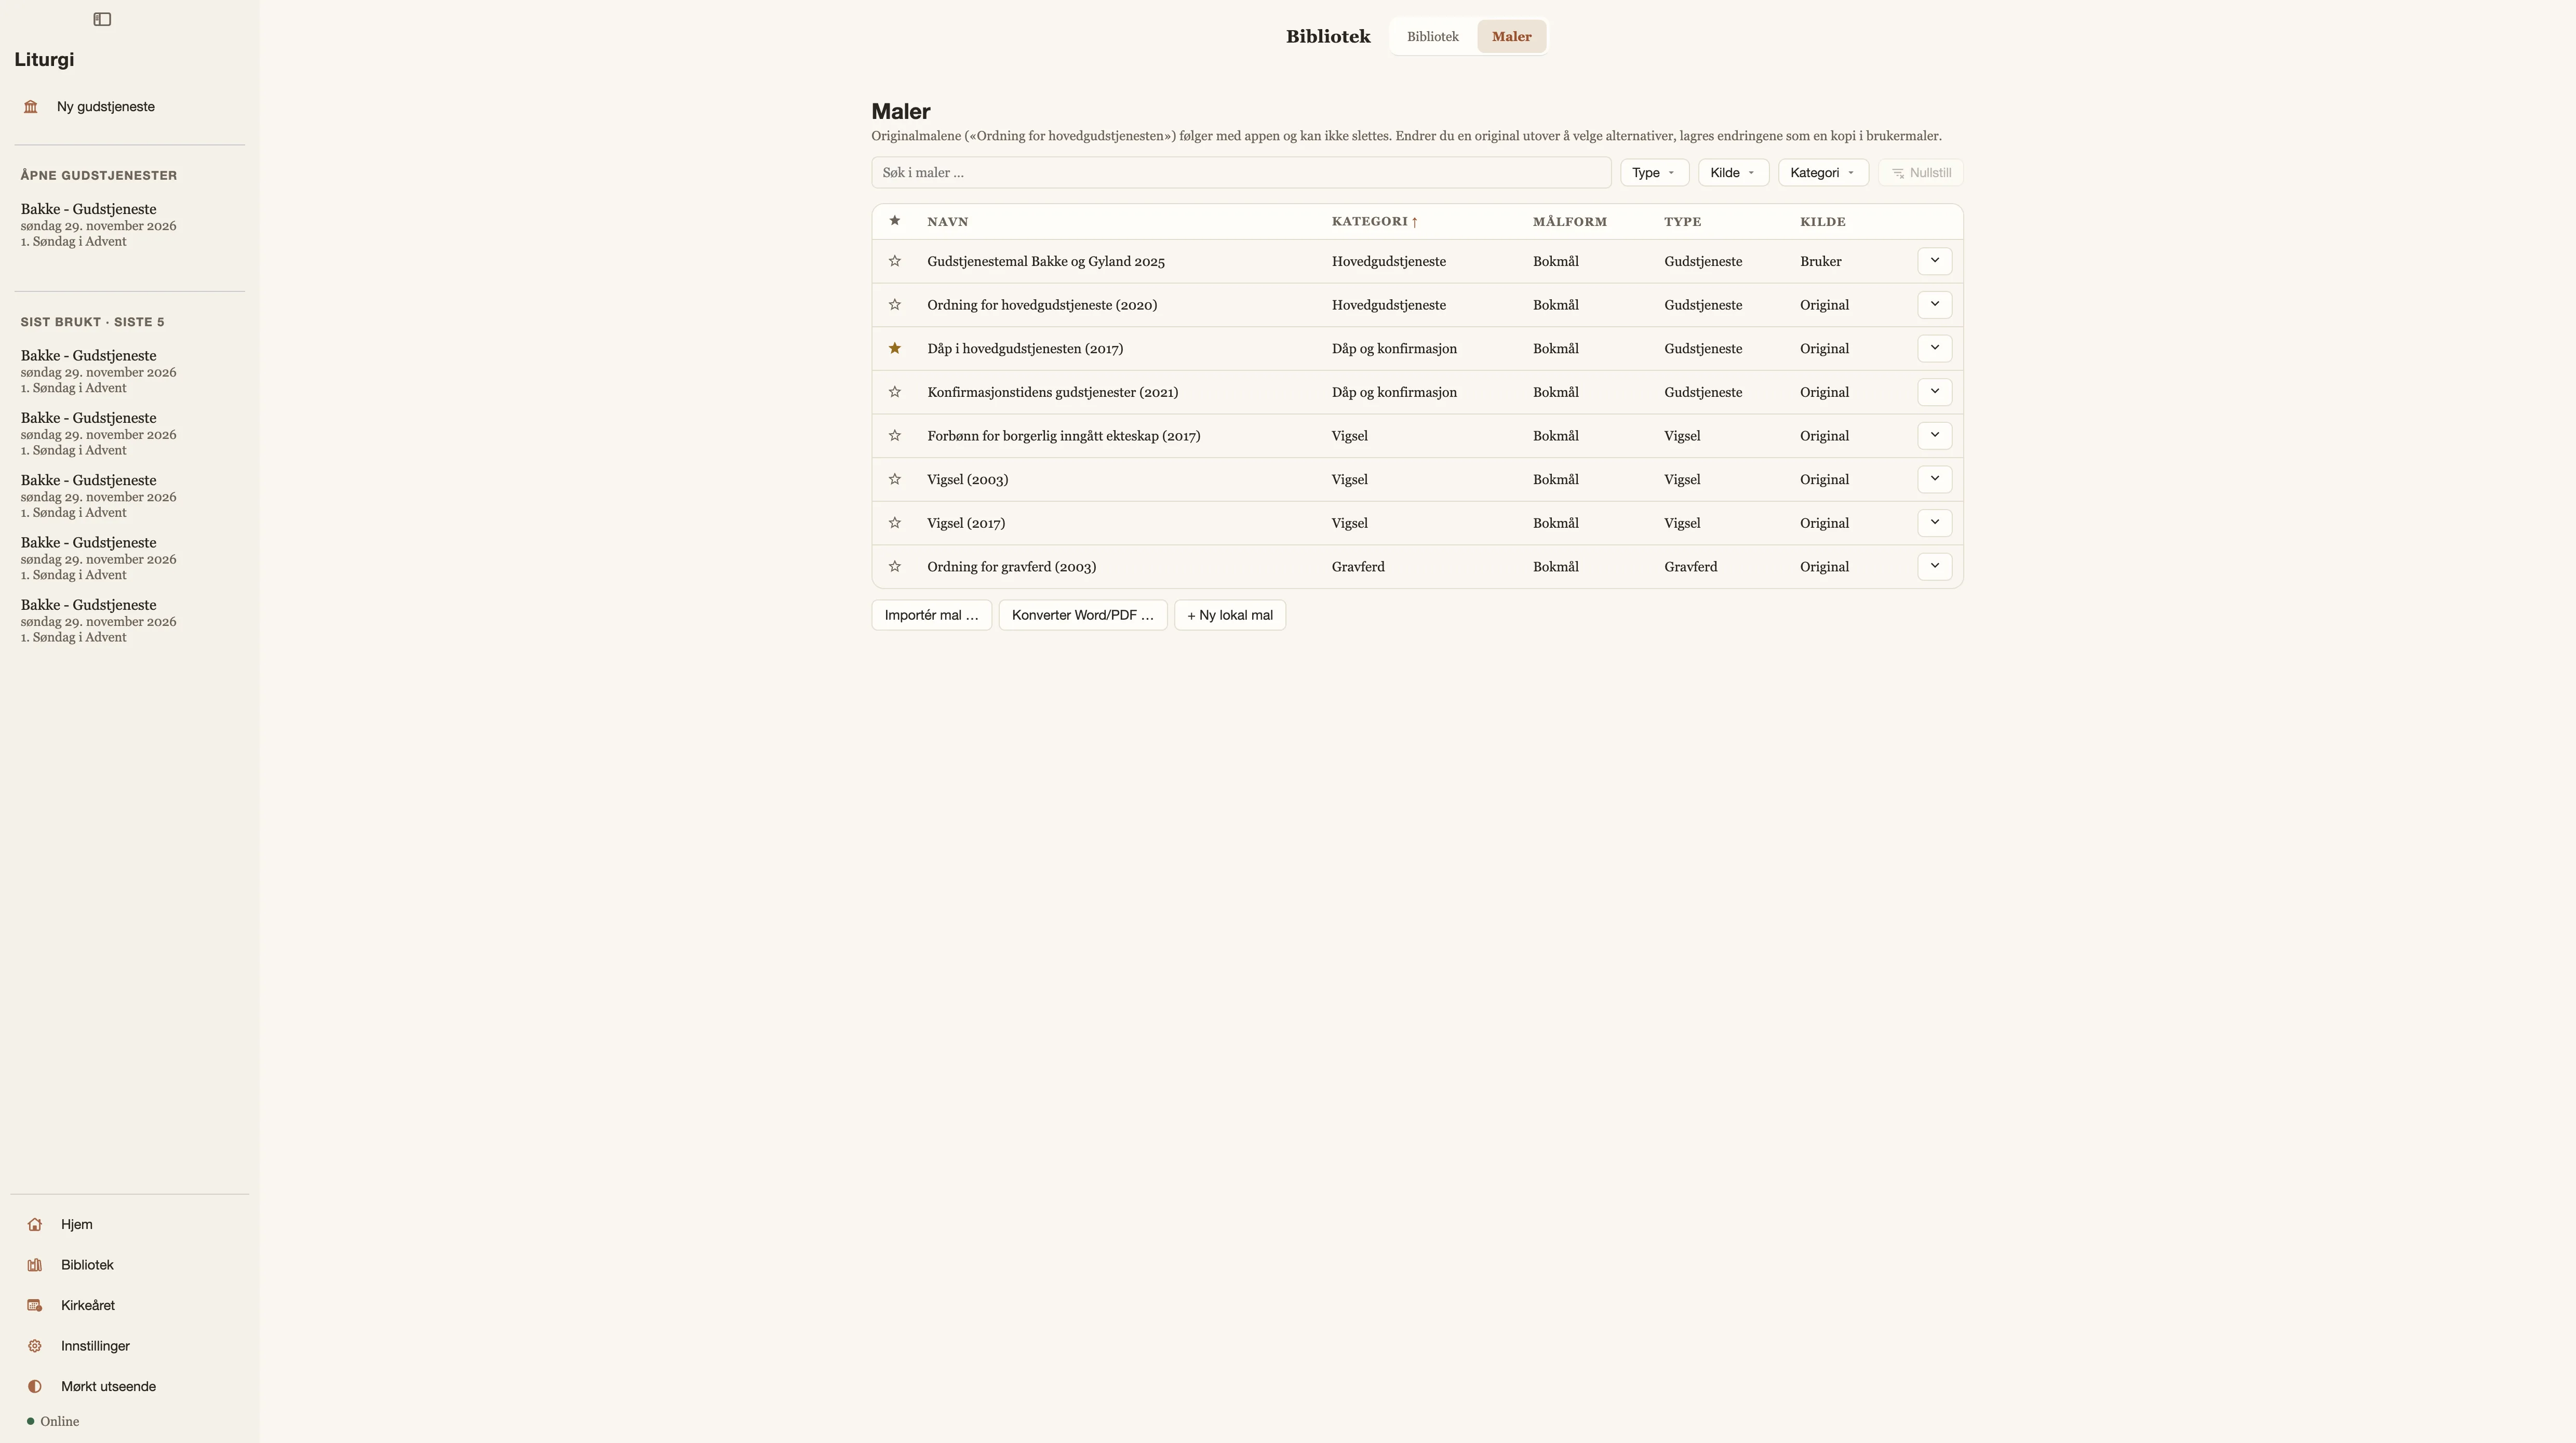 Liturgi
Ny gudstjeneste
ÅPNE GUDSTJENESTER
Bakke - Gudstjeneste
søndag 29. november 2026
1. Søndag i Advent
SIST BRUKT · SISTE 5
Bakke - Gudstjeneste
søndag 29. november 2026
1. Søndag i Advent
Bakke - Gudstjeneste
søndag 29. november 2026
1. Søndag i Advent
Bakke - Gudstjeneste
søndag 29. november 2026
1. Søndag i Advent
Bakke - Gudstjeneste
søndag 29. november 2026
1. Søndag i Advent
Bakke - Gudstjeneste
søndag 29. november 2026
1. Søndag i Advent
Hjem
Bibliotek
Kirkeåret
Innstillinger
Mørkt utseende
Online
Bibliotek Bibliotek Maler
Maler
Originalmalene («Ordning for hovedgudstjenesten») følger med appen og kan ikke slettes. Endrer du en original utover å velge alternativer, lagres endringene som en kopi i brukermaler.
Søk i maler ... Type Kilde Kategori Nullstill
★ NAVN KATEGORI ↑ MÅLFORM TYPE KILDE
☆ Gudstjenestemal Bakke og Gyland 2025 Hovedgudstjeneste Bokmål Gudstjeneste Bruker
☆ Ordning for hovedgudstjeneste (2020) Hovedgudstjeneste Bokmål Gudstjeneste Original
★ Dåp i hovedgudstjenesten (2017) Dåp og konfirmasjon Bokmål Gudstjeneste Original
☆ Konfirmasjonstidens gudstjenester (2021) Dåp og konfirmasjon Bokmål Gudstjeneste Original
☆ Forbønn for borgerlig inngått ekteskap (2017) Vigsel Bokmål Vigsel Original
☆ Vigsel (2003) Vigsel Bokmål Vigsel Original
☆ Vigsel (2017) Vigsel Bokmål Vigsel Original
☆ Ordning for gravferd (2003) Gravferd Bokmål Gravferd Original
Importér mal ... Konverter Word/PDF ... + Ny lokal mal